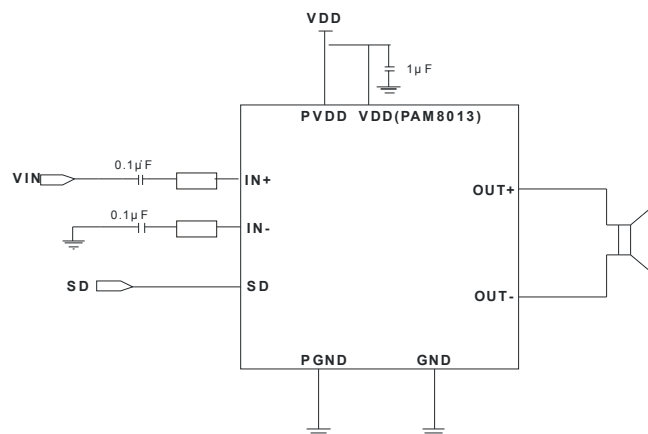 VDD
1µF
PVDD VDD(PAM8013)
0.1µF
VIN
IN+
OUT+
0.1µF
IN-
SD
SD
OUT-
PGND GND